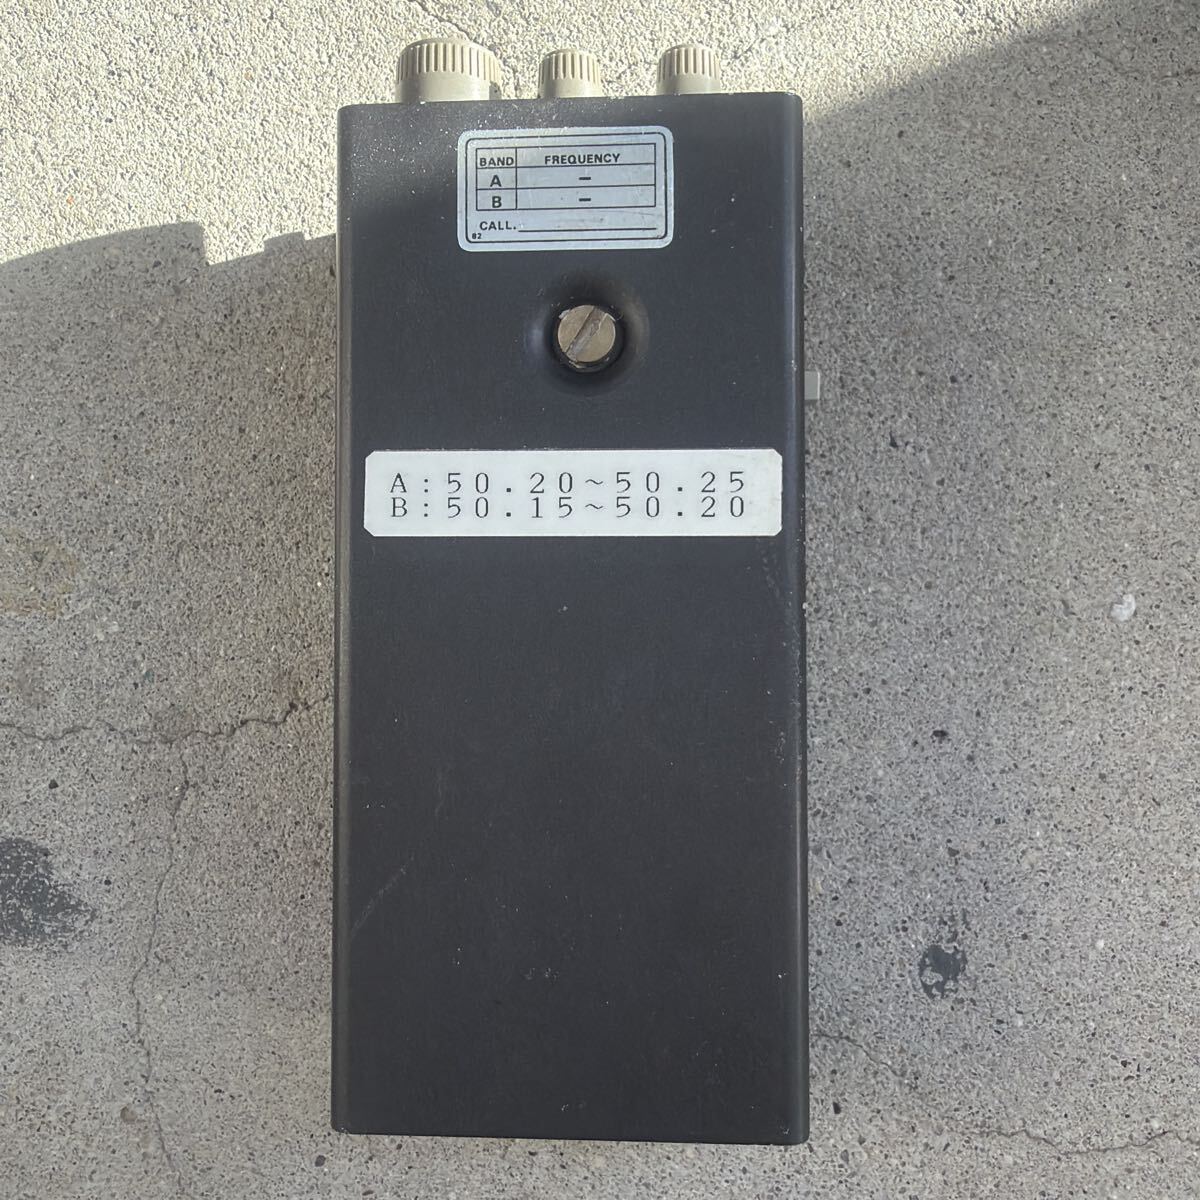 BAND FREQUENCY
A -
B -
CALL.
82
A:50.20~50.25
B:50.15~50.20